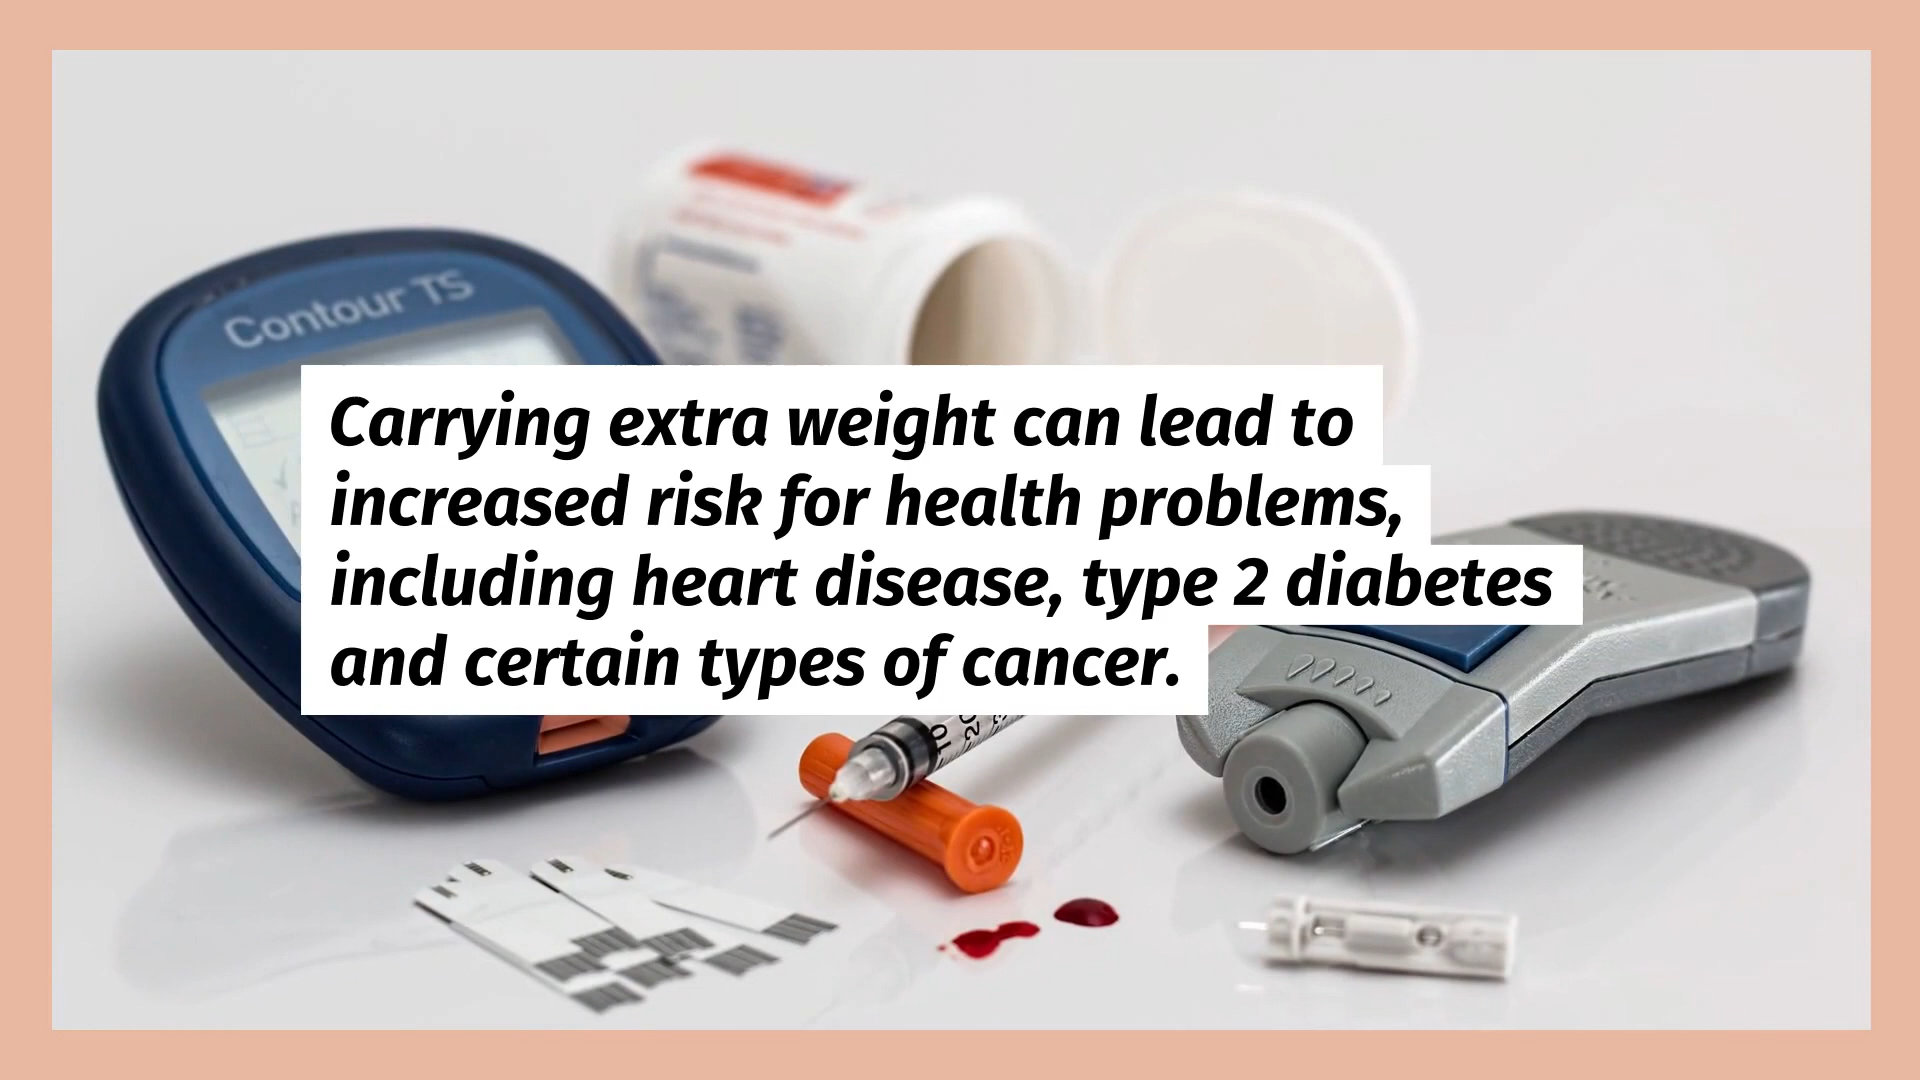 Contour TS
Carrying extra weight can lead to
increased risk for health problems,
including heart disease, type 2 diabetes
and certain types of cancer.
10